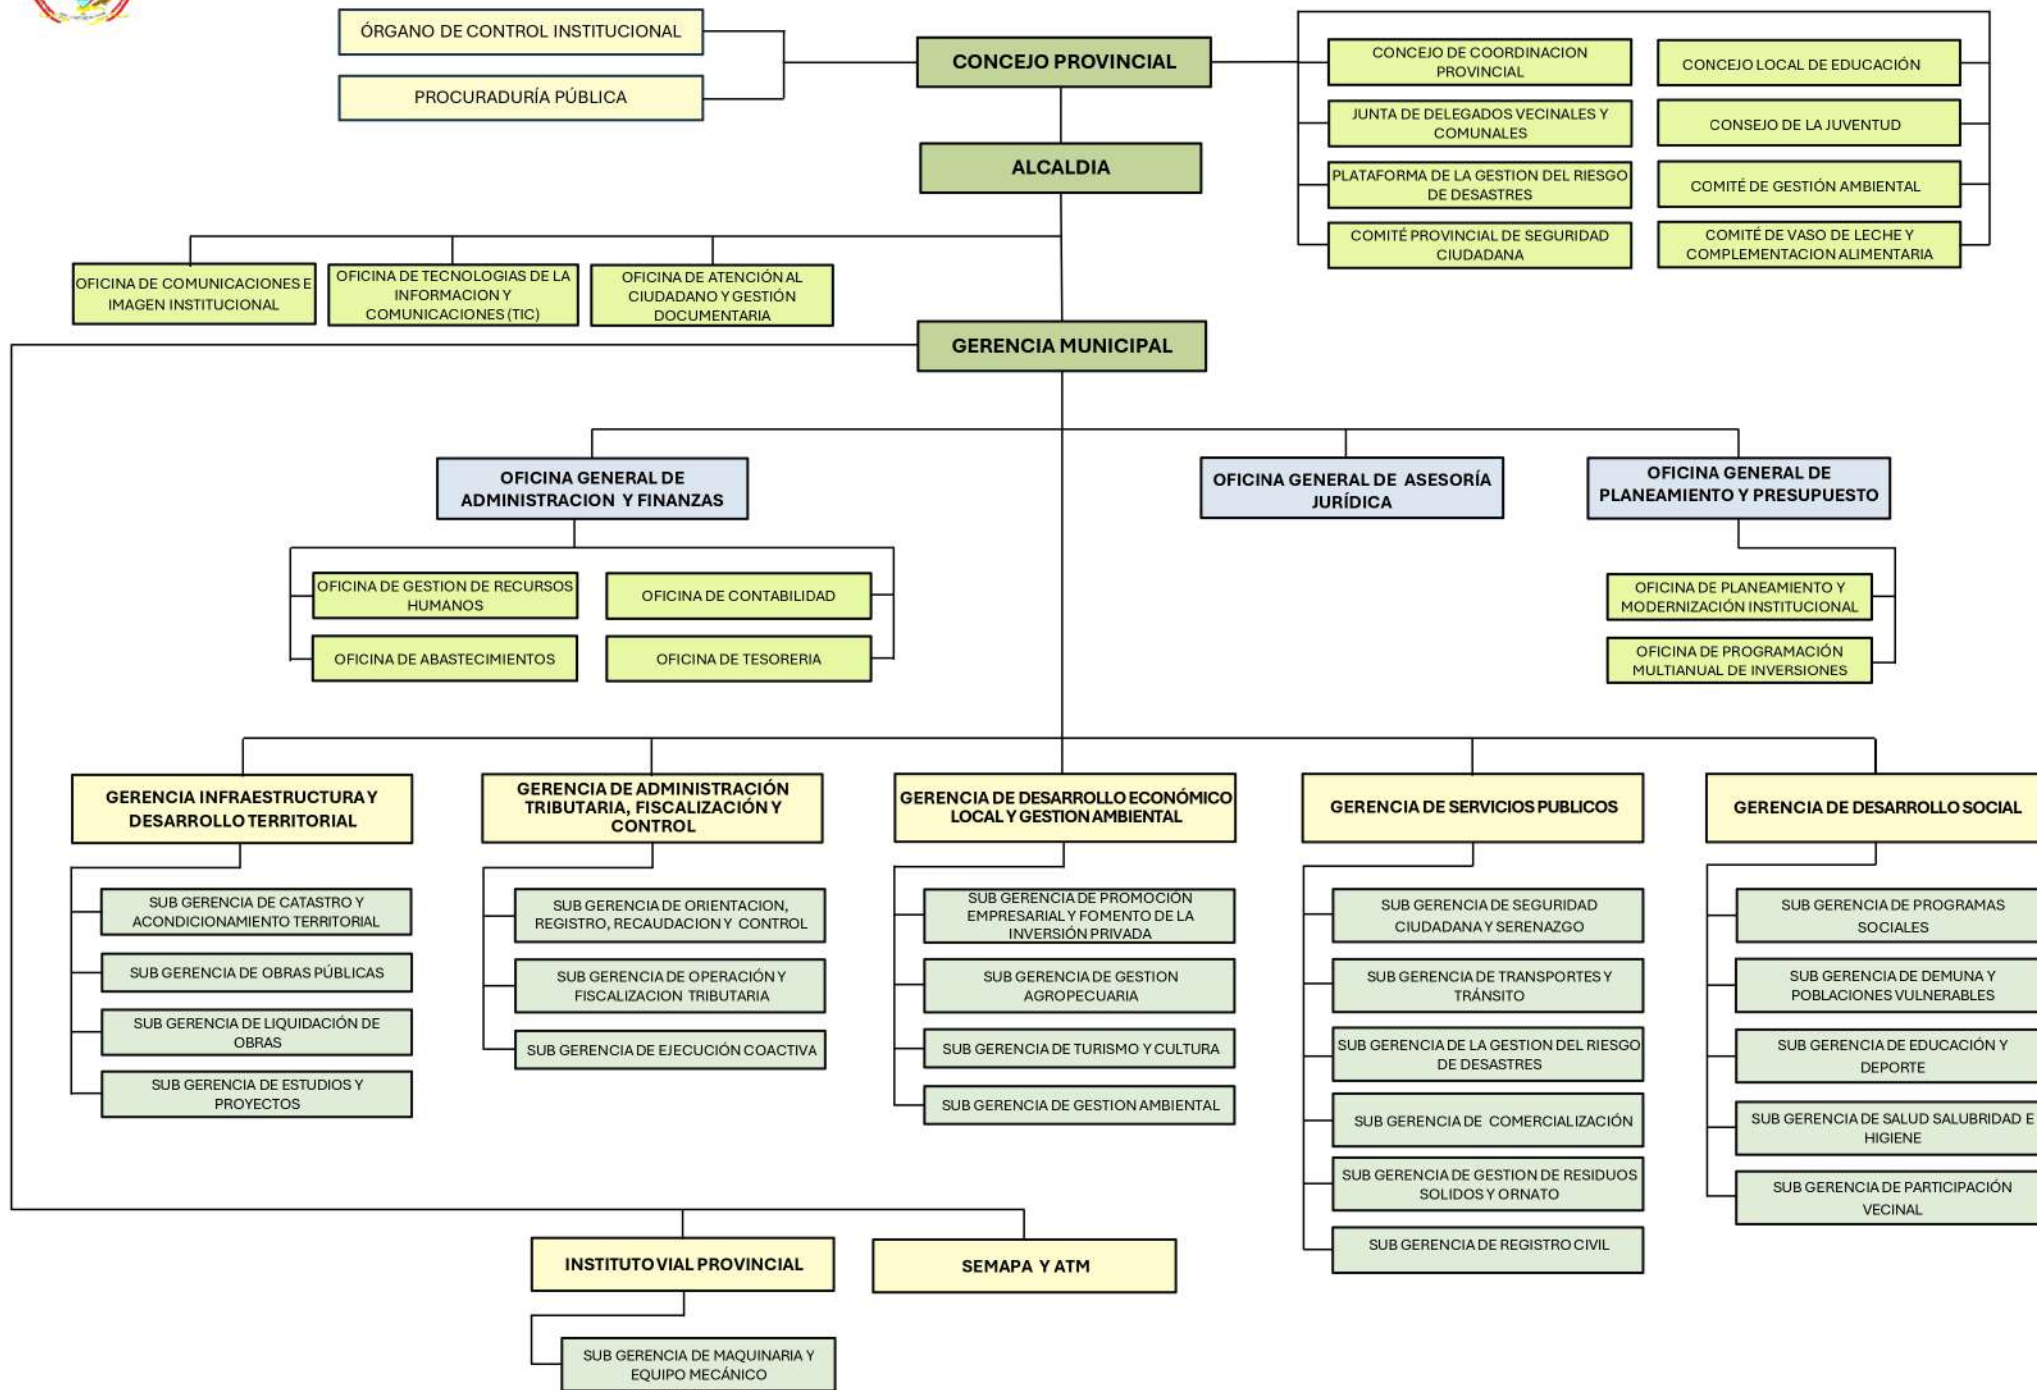 ÓRGANO DE CONTROL INSTITUCIONAL
PROCURADURÍA PÚBLICA
CONCEJO PROVINCIAL
CONCEJO DE COORDINACION
PROVINCIAL
CONCEJO LOCAL DE EDUCACIÓN
JUNTA DE DELEGADOS VECINALES Y
COMUNALES
CONSEJO DE LA JUVENTUD
PLATAFORMA DE LA GESTION DEL RIESGO
DE DESASTRES
COMITÉ DE GESTIÓN AMBIENTAL
COMITÉ PROVINCIAL DE SEGURIDAD
CIUDADANA
COMITÉ DE VASO DE LECHE Y
COMPLEMENTACION ALIMENTARIA
ALCALDIA
OFICINA DE COMUNICACIONES E
IMAGEN INSTITUCIONAL
OFICINA DE TECNOLOGIAS DE LA
INFORMACION Y
COMUNICACIONES (TIC)
OFICINA DE ATENCIÓN AL
CIUDADANO Y GESTIÓN
DOCUMENTARIA
GERENCIA MUNICIPAL
OFICINA GENERAL DE
ADMINISTRACION Y FINANZAS
OFICINA GENERAL DE ASESORÍA
JURÍDICA
OFICINA GENERAL DE
PLANEAMIENTO Y PRESUPUESTO
OFICINA DE GESTION DE RECURSOS
HUMANOS
OFICINA DE CONTABILIDAD
OFICINA DE ABASTECIMIENTOS
OFICINA DE TESORERIA
OFICINA DE PLANEAMIENTO Y
MODERNIZACIÓN INSTITUCIONAL
OFICINA DE PROGRAMACIÓN
MULTIANUAL DE INVERSIONES
GERENCIA INFRAESTRUCTURA Y
DESARROLLO TERRITORIAL
SUB GERENCIA DE CATASTRO Y
ACONDICIONAMIENTO TERRITORIAL
SUB GERENCIA DE OBRAS PÚBLICAS
SUB GERENCIA DE LIQUIDACIÓN DE
OBRAS
SUB GERENCIA DE ESTUDIOS Y
PROYECTOS
GERENCIA DE ADMINISTRACIÓN
TRIBUTARIA, FISCALIZACIÓN Y
CONTROL
SUB GERENCIA DE ORIENTACION,
REGISTRO, RECAUDACION Y CONTROL
SUB GERENCIA DE OPERACIÓN Y
FISCALIZACION TRIBUTARIA
SUB GERENCIA DE EJECUCIÓN COACTIVA
GERENCIA DE DESARROLLO ECONÓMICO
LOCAL Y GESTION AMBIENTAL
SUB GERENCIA DE PROMOCIÓN
EMPRESARIAL Y FOMENTO DE LA
INVERSIÓN PRIVADA
SUB GERENCIA DE GESTION
AGROPECUARIA
SUB GERENCIA DE TURISMO Y CULTURA
SUB GERENCIA DE GESTION AMBIENTAL
GERENCIA DE SERVICIOS PUBLICOS
SUB GERENCIA DE SEGURIDAD
CIUDADANA Y SERENAZGO
SUB GERENCIA DE TRANSPORTES Y
TRÁNSITO
SUB GERENCIA DE LA GESTION DEL RIESGO
DE DESASTRES
SUB GERENCIA DE COMERCIALIZACIÓN
SUB GERENCIA DE GESTION DE RESIDUOS
SOLIDOS Y ORNATO
SUB GERENCIA DE REGISTRO CIVIL
GERENCIA DE DESARROLLO SOCIAL
SUB GERENCIA DE PROGRAMAS
SOCIALES
SUB GERENCIA DE DEMUNA Y
POBLACIONES VULNERABLES
SUB GERENCIA DE EDUCACIÓN Y
DEPORTE
SUB GERENCIA DE SALUD SALUBRIDAD E
HIGIENE
SUB GERENCIA DE PARTICIPACIÓN
VECINAL
INSTITUTO VIAL PROVINCIAL
SEMAPA Y ATM
SUB GERENCIA DE MAQUINARIA Y
EQUIPO MECÁNICO